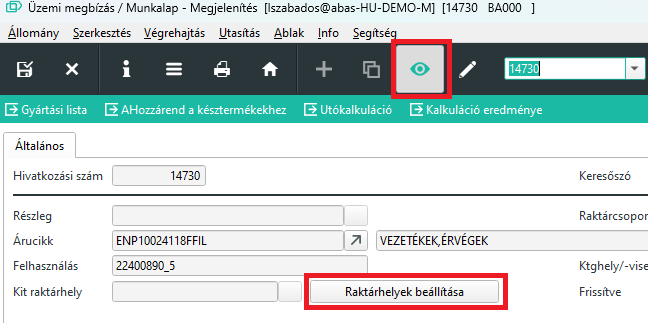 Üzemi megbízás / Munkalap - Megjelenítés [lszabados@abas-HU-DEMO-M] [14730 BA000 ]
Állomány Szerkesztés Végrehajtás Utasítás Ablak Info Segítség
14730
Gyártási lista AHozzárend a késztermékekhez Utókalkuláció Kalkuláció eredménye
Általános
Hivatkozási szám 14730 Keresőszó
Részleg Raktárcsopor
Árucikk ENP10024118FFIL VEZETÉKEK,ÉRVÉGEK
Felhasználás 22400890_5 Ktghely/-vise
Kit raktárhely Raktárhelyek beállítása Frissítve